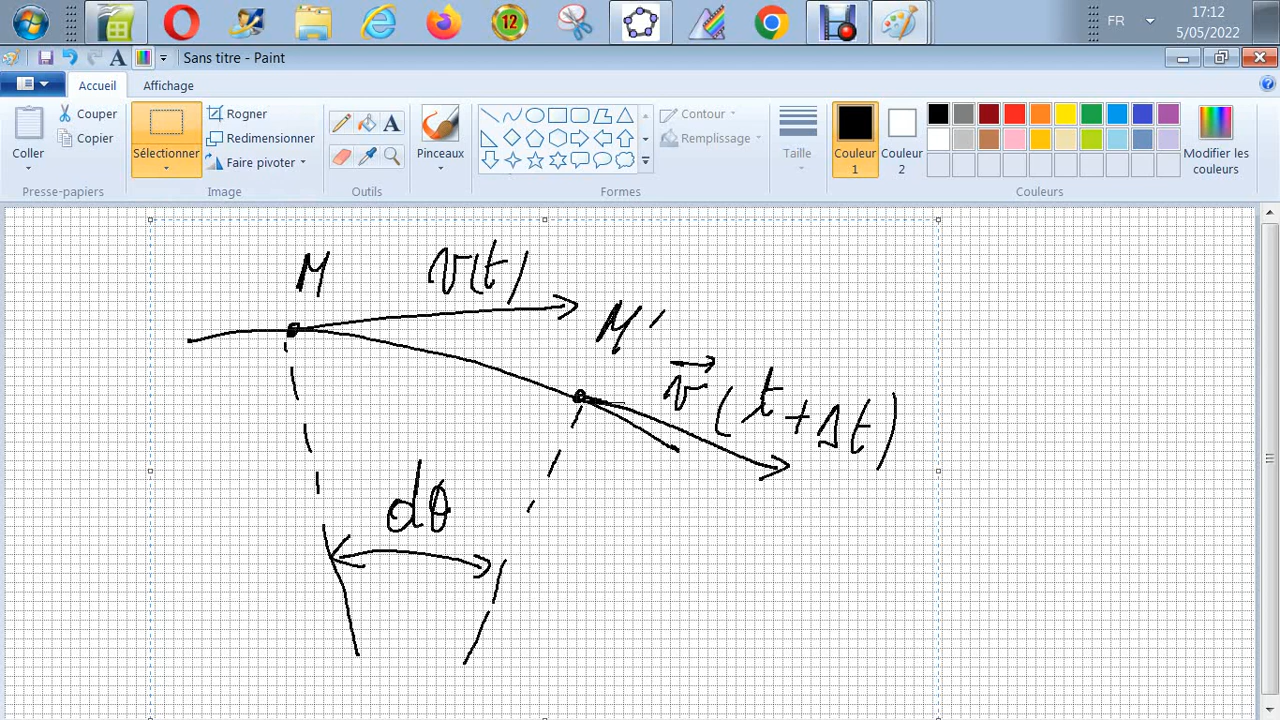 12
FR
17:12
5/05/2022
Sans titre - Paint
Accueil
Affichage
Coller
Couper
Copier
Presse-papiers
Sélectionner
Rogner
Redimensionner
Faire pivoter
Image
A
Outils
Pinceaux
Contour
Remplissage
Formes
Taille
Couleur 1
Couleur 2
Modifier les couleurs
Couleurs
M
v(t)
M'
v⃗(t+Δt)
dθ